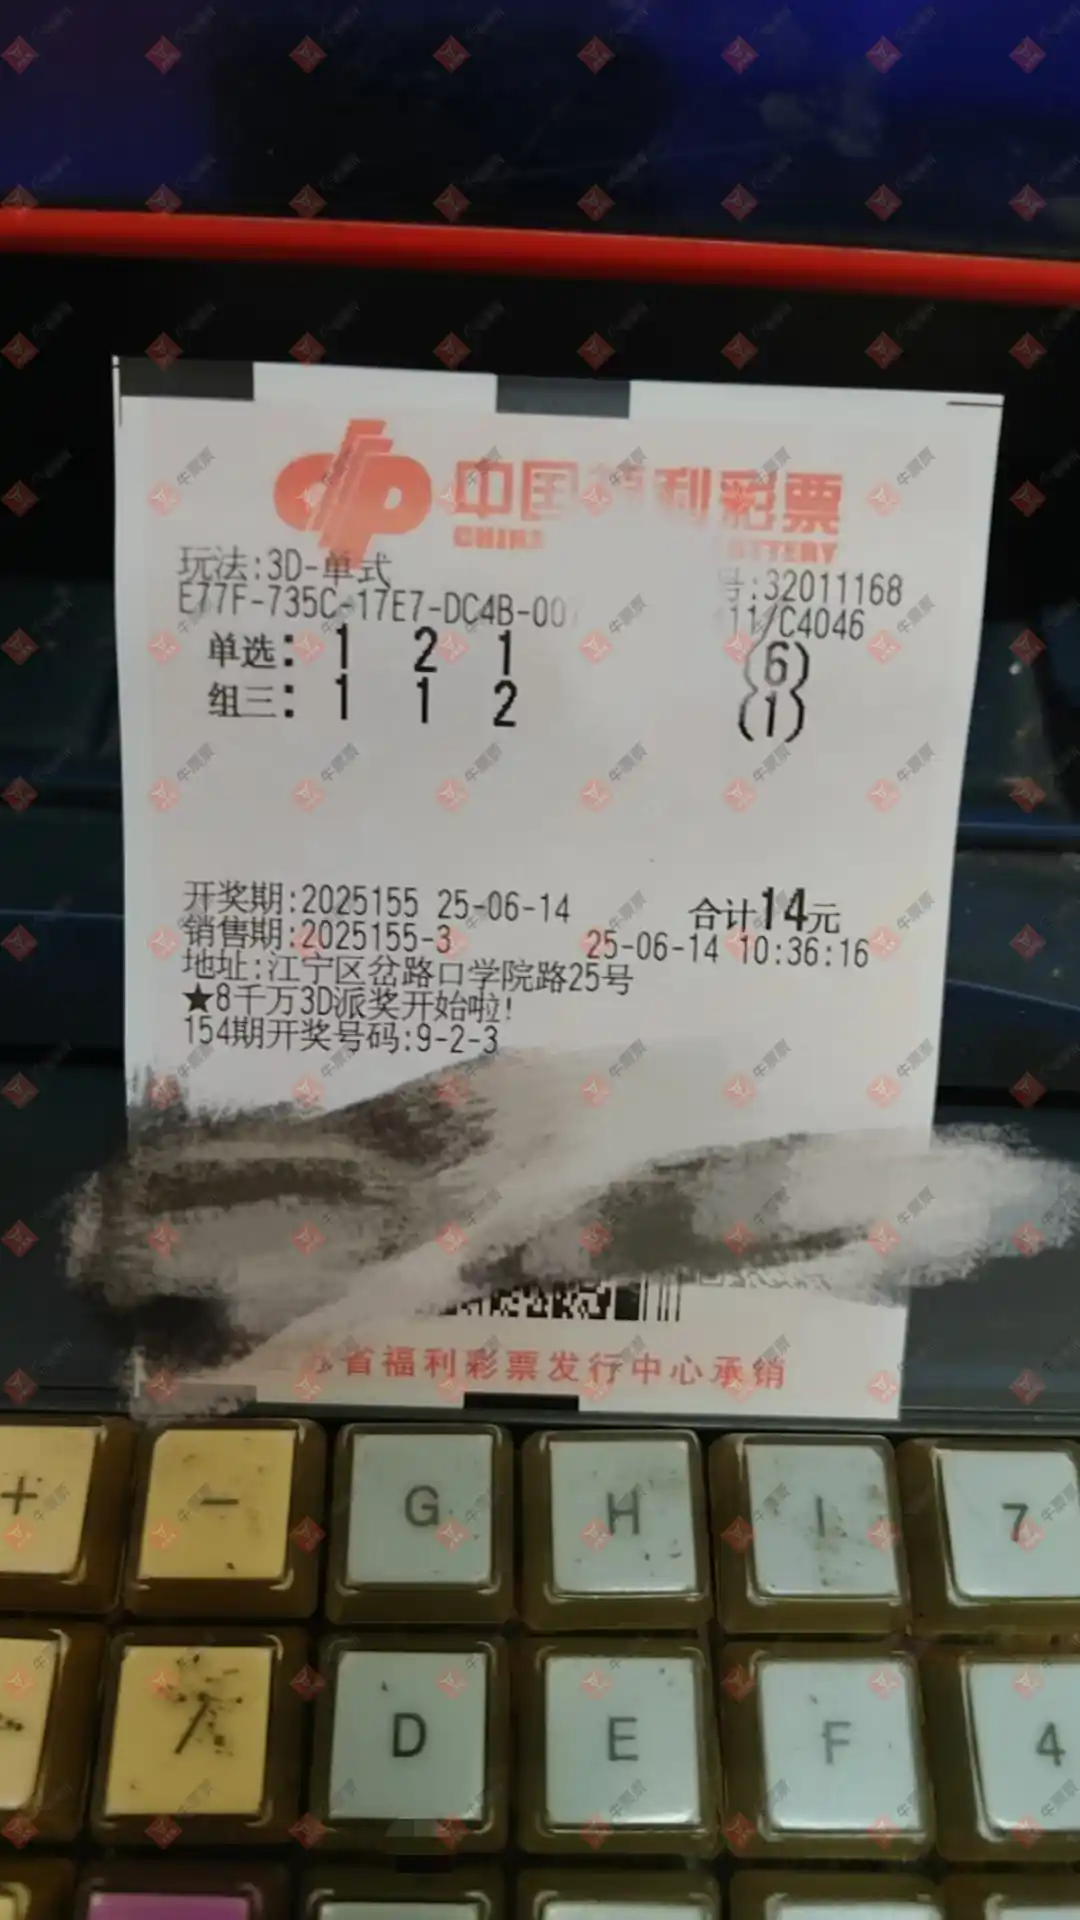 中国福利彩票
CHINA LOTTERY
玩法:3D-单式
号:32011168
E77F-735C-17E7-DC4B-00
11/C4046
单选: 1 2 1 (6)
组三: 1 1 2 (1)
开奖期:2025155 25-06-14 合计14元
销售期:2025155-3 25-06-14 10:36:16
地址:江宁区岔路口学院路25号
★8千万3D派奖开始啦!
154期开奖号码:9-2-3
省福利彩票发行中心承销
+ - G H I 7
D E F 4
牛票票